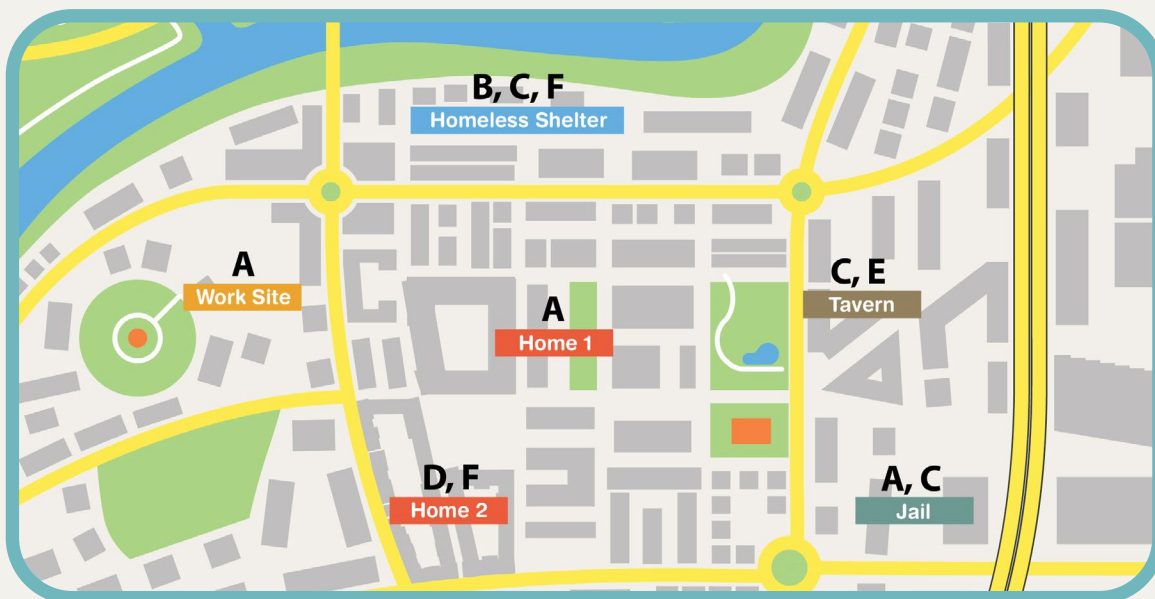 B, C, F
Homeless Shelter
A
Work Site
C, E
Tavern
A
Home 1
D, F
Home 2
A, C
Jail